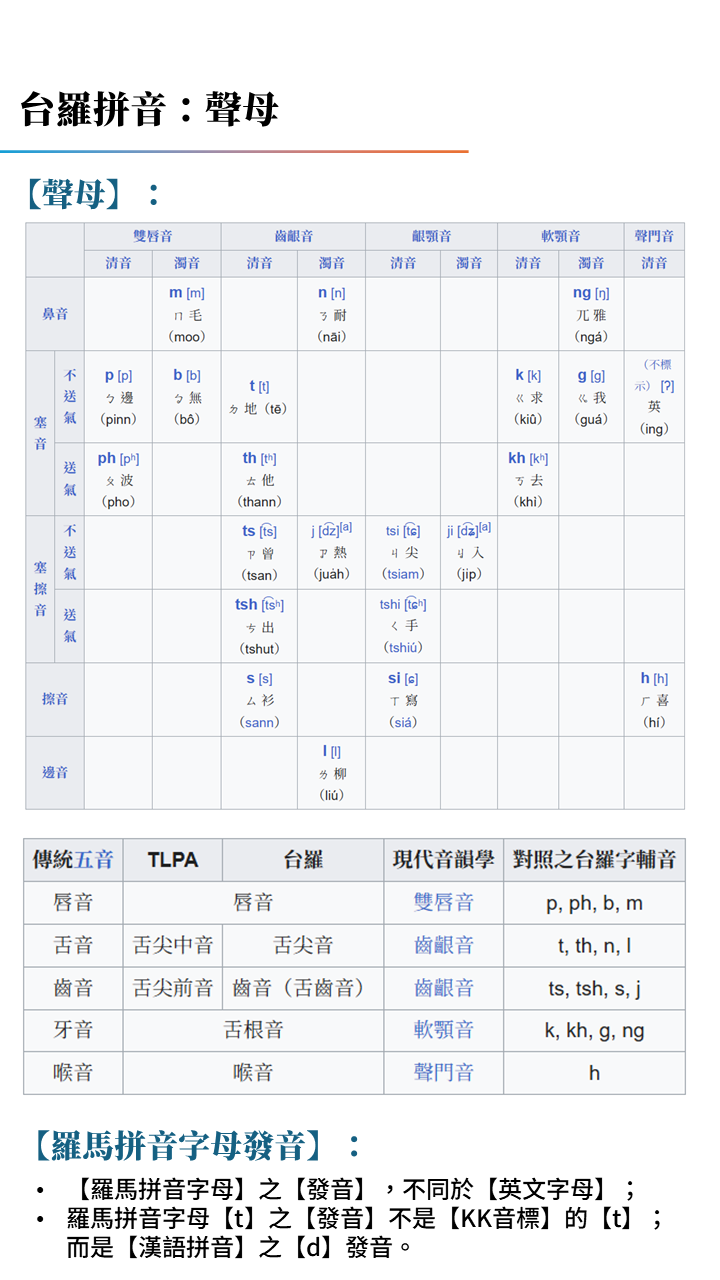 台羅拼音：聲母
【聲母】：
雙唇音 齒齦音 齦顎音 軟顎音 聲門音
清音 濁音 清音 濁音 清音 濁音 清音 濁音 清音
鼻音
m [m] n [n] ng [ŋ]
ㄇ 毛 ㄋ 耐 ㄫ 雅
(moo) (nāi) (ngá)
塞音
不送氣
p [p] b [b] t [t] k [k] g [g] (不標示) [ʔ]
ㄅ 邊 ㄅ 無 ㄉ 地 (tē) ㄍ 求 ㄍ 我 英
(pinn) (bô) (kiû) (guá) (ing)
送氣
ph [pʰ] th [tʰ] kh [kʰ]
ㄆ 波 ㄊ 他 ㄎ 去
(pho) (thann) (khì)
塞擦音
不送氣
ts [t͡s] j [d͡z][a] tsi [t͡ɕ] ji [d͡ʑ][a]
ㄗ 曾 ㄗ 熱 ㄐ 尖 ㄐ 入
(tsan) (jua̍h) (tsiam) (ji̍p)
送氣
tsh [t͡sʰ] tshi [t͡ɕʰ]
ㄘ 出 ㄑ 手
(tshut) (tshiú)
擦音
s [s] si [ɕ] h [h]
ㄙ 衫 ㄒ 寫 ㄏ 喜
(sann) (siá) (hí)
邊音
l [l]
ㄌ 柳
(liú)
傳統五音 TLPA 台羅 現代音韻學 對照之台羅字輔音
唇音 唇音 雙唇音 p, ph, b, m
舌音 舌尖中音 舌尖音 齒齦音 t, th, n, l
齒音 舌尖前音 齒音（舌齒音） 齒齦音 ts, tsh, s, j
牙音 舌根音 軟顎音 k, kh, g, ng
喉音 喉音 聲門音 h
【羅馬拼音字母發音】：
• 【羅馬拼音字母】之【發音】，不同於【英文字母】；
• 羅馬拼音字母【t】之【發音】不是【KK音標】的【t】；
而是【漢語拼音】之【d】發音。